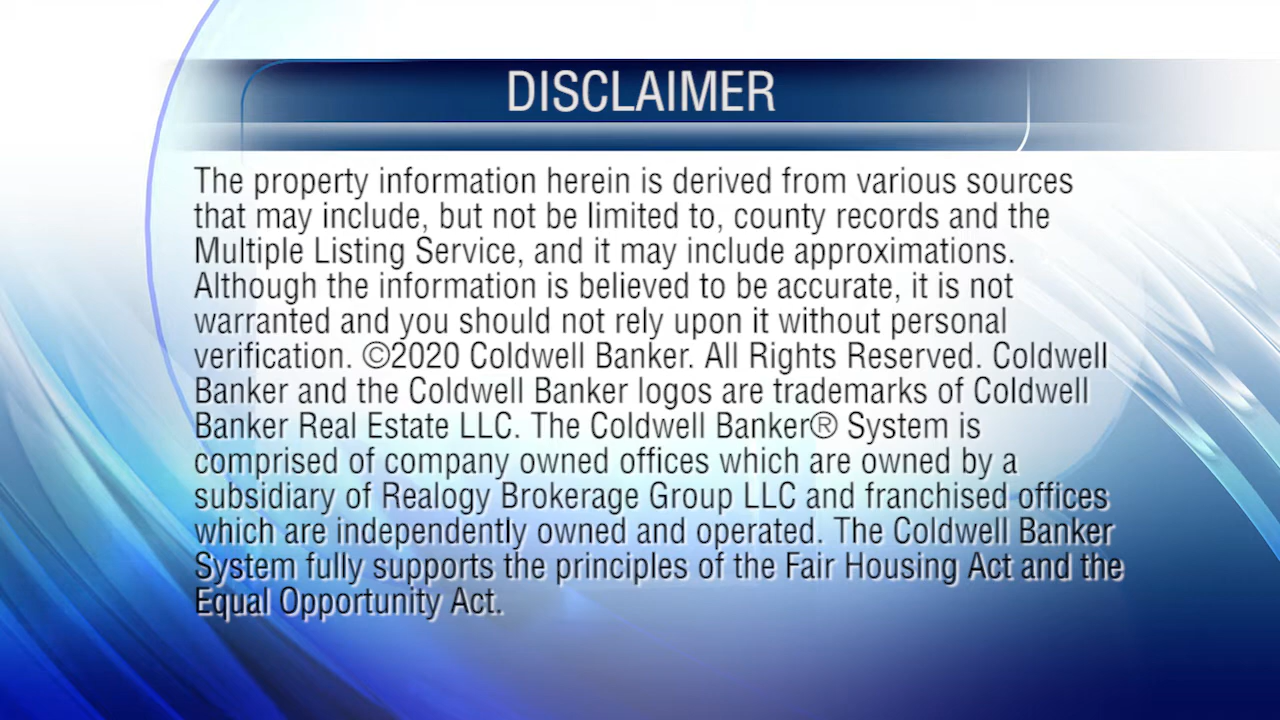 DISCLAIMER
The property information herein is derived from various sources
that may include, but not be limited to, county records and the
Multiple Listing Service, and it may include approximations.
Although the information is believed to be accurate, it is not
warranted and you should not rely upon it without personal
verification. ©2020 Coldwell Banker. All Rights Reserved. Coldwell
Banker and the Coldwell Banker logos are trademarks of Coldwell
Banker Real Estate LLC. The Coldwell Banker® System is
comprised of company owned offices which are owned by a
subsidiary of Realogy Brokerage Group LLC and franchised offices
which are independently owned and operated. The Coldwell Banker
System fully supports the principles of the Fair Housing Act and the
Equal Opportunity Act.